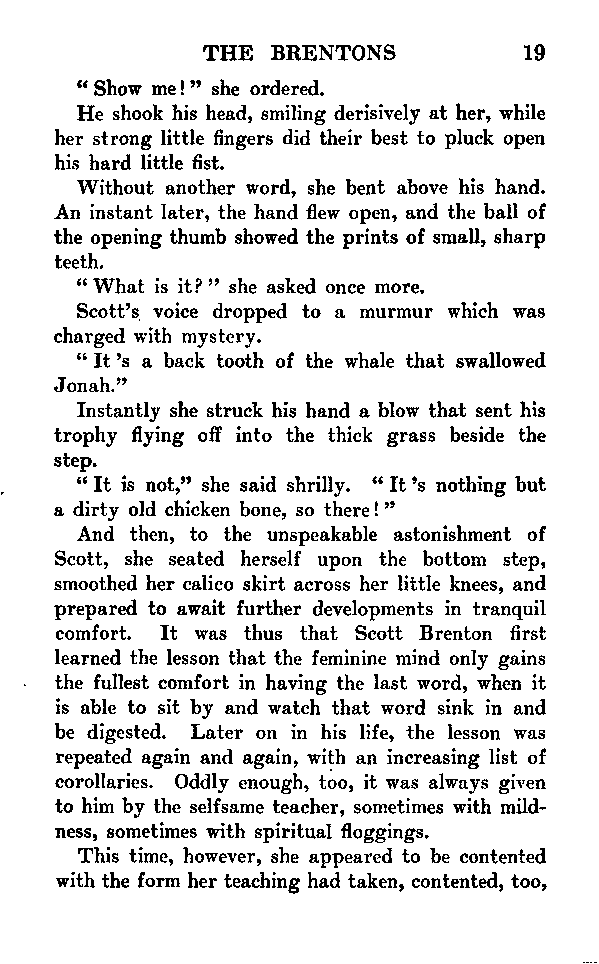 THE BRENTONS 19
“ Show me! ” she ordered.
He shook his head, smiling derisively at her, while
her strong little fingers did their best to pluck open
his hard little fist.
Without another word, she bent above his hand.
An instant later, the hand flew open, and the ball of
the opening thumb showed the prints of small, sharp
teeth.
“ What is it? ” she asked once more.
Scott’s voice dropped to a murmur which was
charged with mystery.
“ It ’s a back tooth of the whale that swallowed
Jonah.”
Instantly she struck his hand a blow that sent his
trophy flying off into the thick grass beside the
step.
“ It is not,” she said shrilly. “ It ’s nothing but
a dirty old chicken bone, so there! ”
And then, to the unspeakable astonishment of
Scott, she seated herself upon the bottom step,
smoothed her calico skirt across her little knees, and
prepared to await further developments in tranquil
comfort. It was thus that Scott Brenton first
learned the lesson that the feminine mind only gains
the fullest comfort in having the last word, when it
is able to sit by and watch that word sink in and
be digested. Later on in his life, the lesson was
repeated again and again, with an increasing list of
corollaries. Oddly enough, too, it was always given
to him by the selfsame teacher, sometimes with mild-
ness, sometimes with spiritual floggings.
This time, however, she appeared to be contented
with the form her teaching had taken, contented, too,